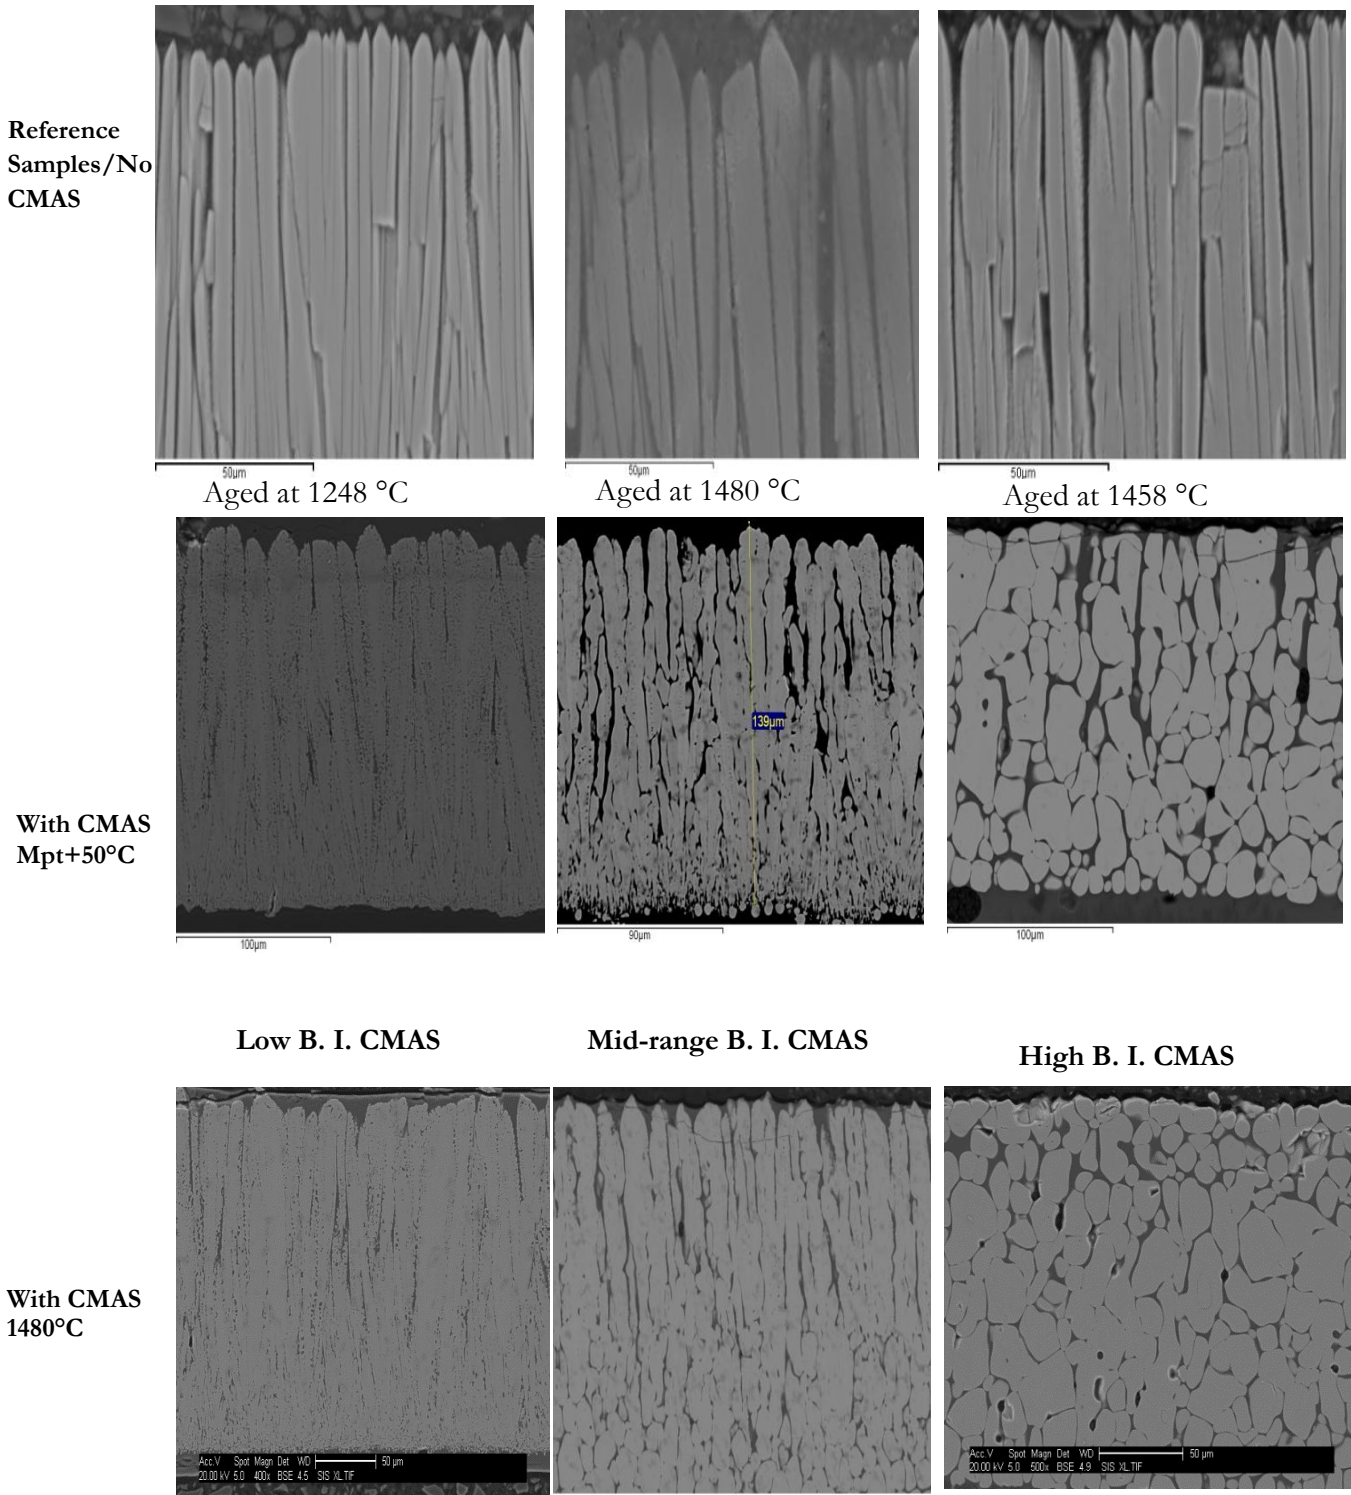 Reference
Samples/No
CMAS
50µm
50µm
50µm
Aged at 1248 °C
Aged at 1480 °C
Aged at 1458 °C
139µm
With CMAS
Mpt+50°C
100µm
90µm
100µm
Low B. I. CMAS
Mid-range B. I. CMAS
High B. I. CMAS
With CMAS
1480°C
Acc.V Spot Magn Det WD 50 µm
20.00 kV 5.0 400x BSE 4.5 SIS XL TIF
Acc.V Spot Magn Det WD 50 µm
20.00 kV 5.0 500x BSE 4.9 SIS XL TIF